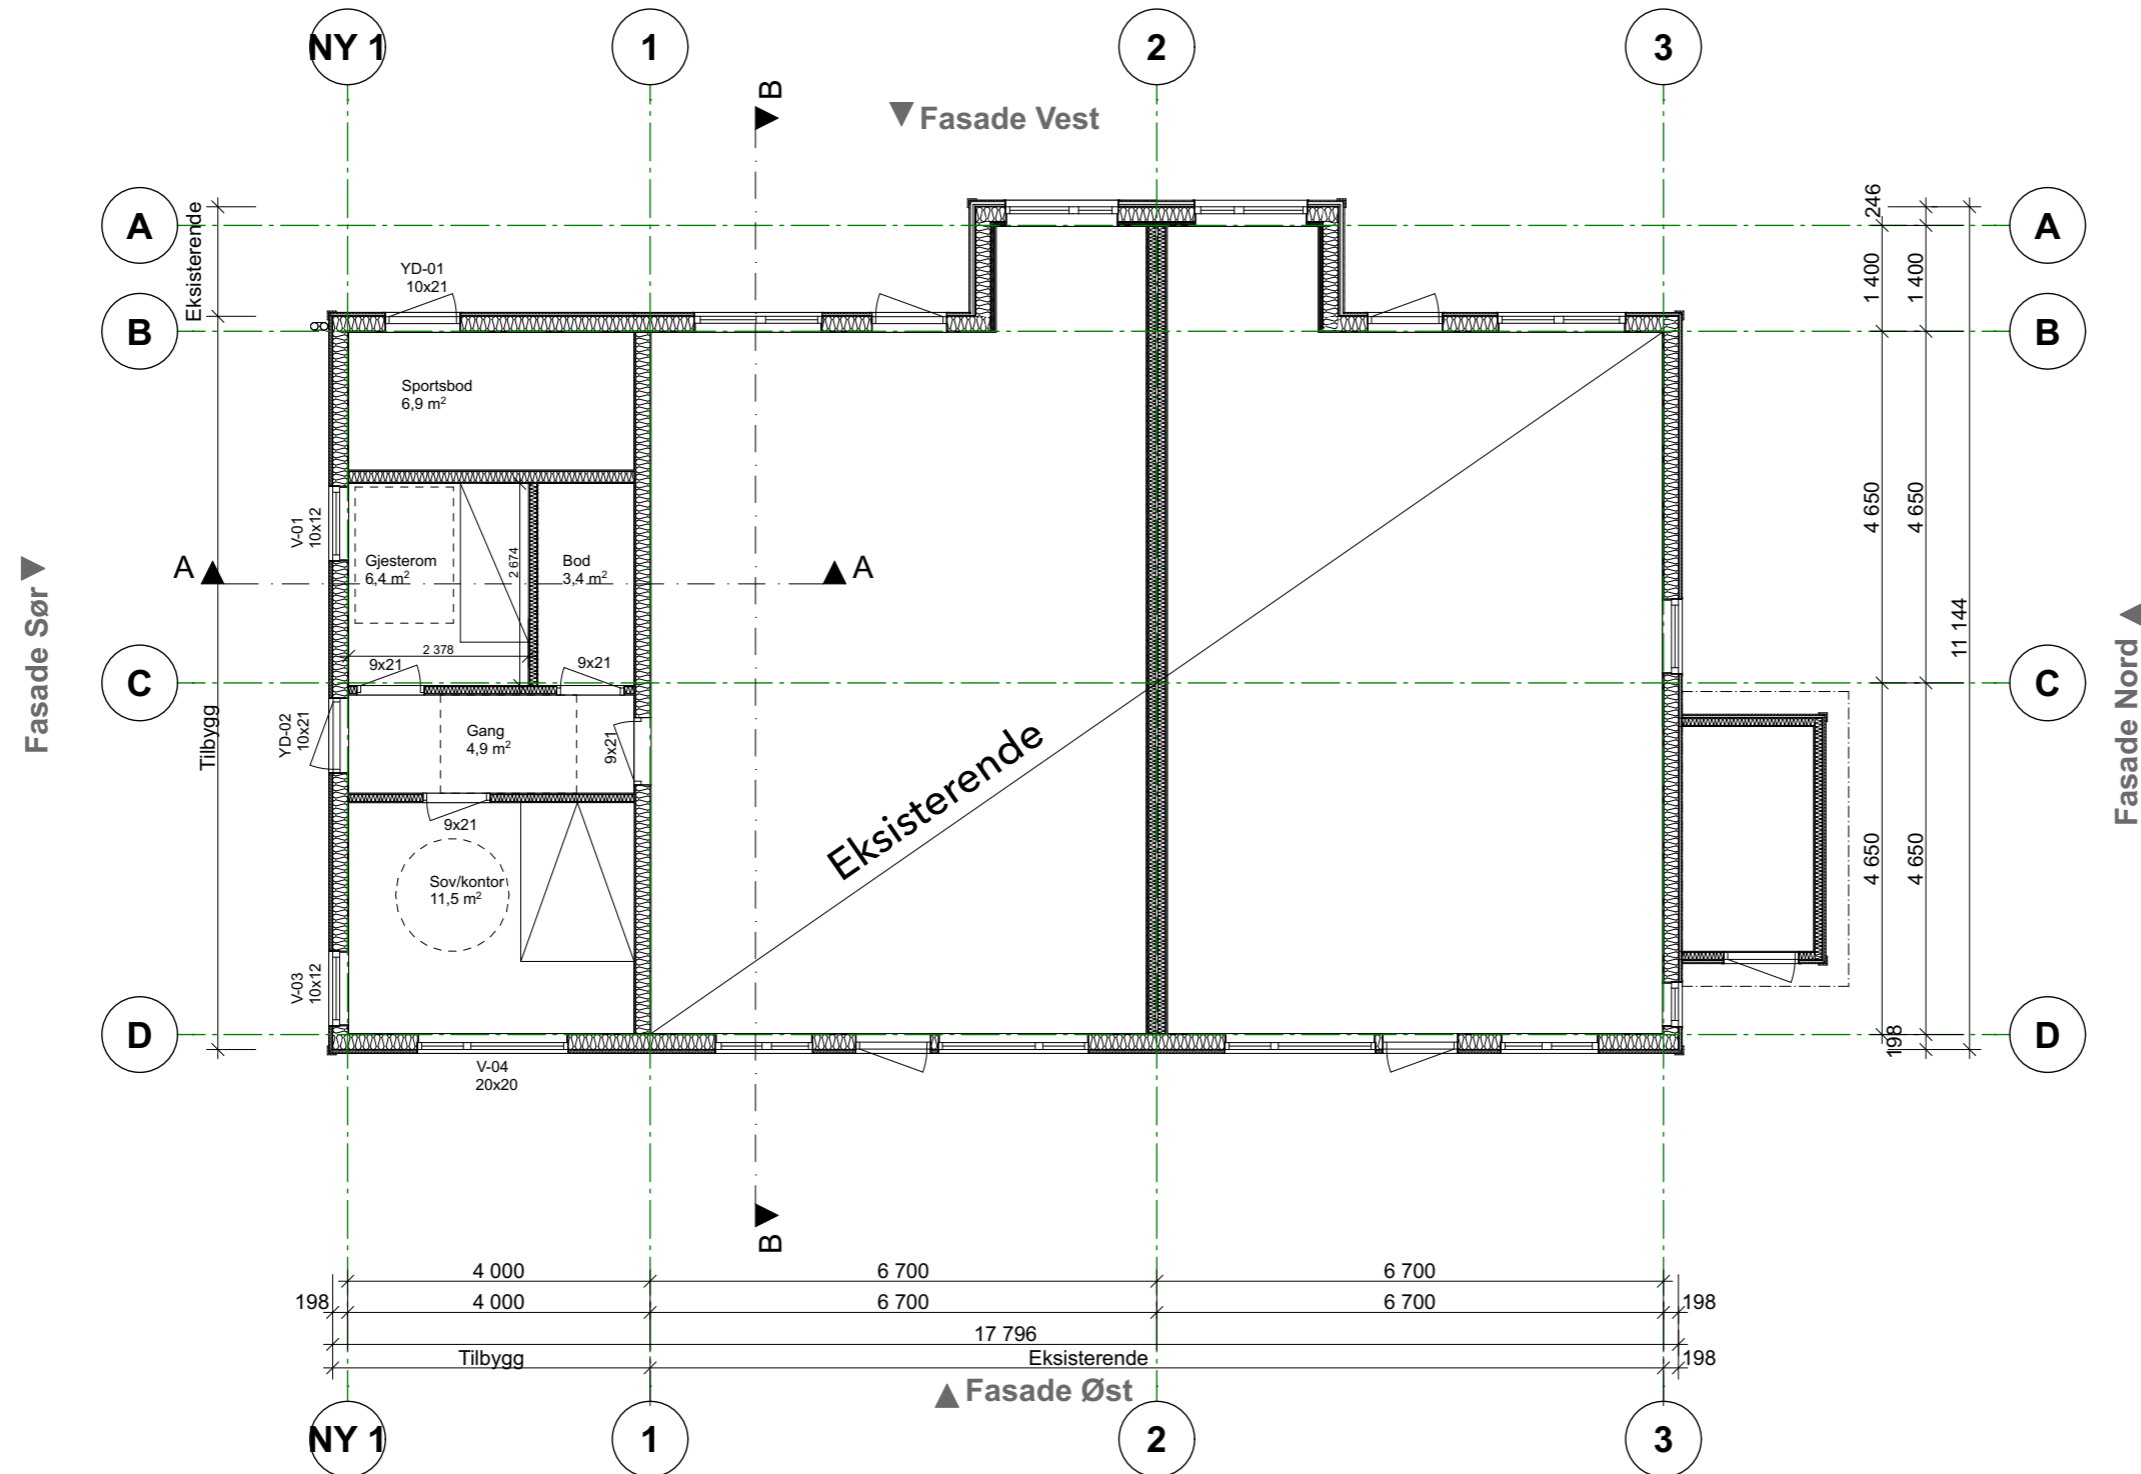 NY 1
1
2
3
B
Fasade Vest
A
A
246
Eksisterende
1 400
1 400
YD-01
10x21
B
B
Sportsbod
6,9 m²
4 650
4 650
V-01
10x12
Gjesterom
6,4 m²
2 674
Bod
3,4 m²
A
A
11 144
Fasade Sør
Fasade Nord
2 378
9x21
9x21
C
C
Tilbygg
YD-02
10x21
Gang
4,9 m²
9x21
Eksisterende
9x21
4 650
4 650
Sov/kontor
11,5 m²
V-03
10x12
D
D
198
V-04
20x20
B
4 000
6 700
6 700
198
4 000
6 700
6 700
198
17 796
Tilbygg
Eksisterende
198
Fasade Øst
NY 1
1
2
3